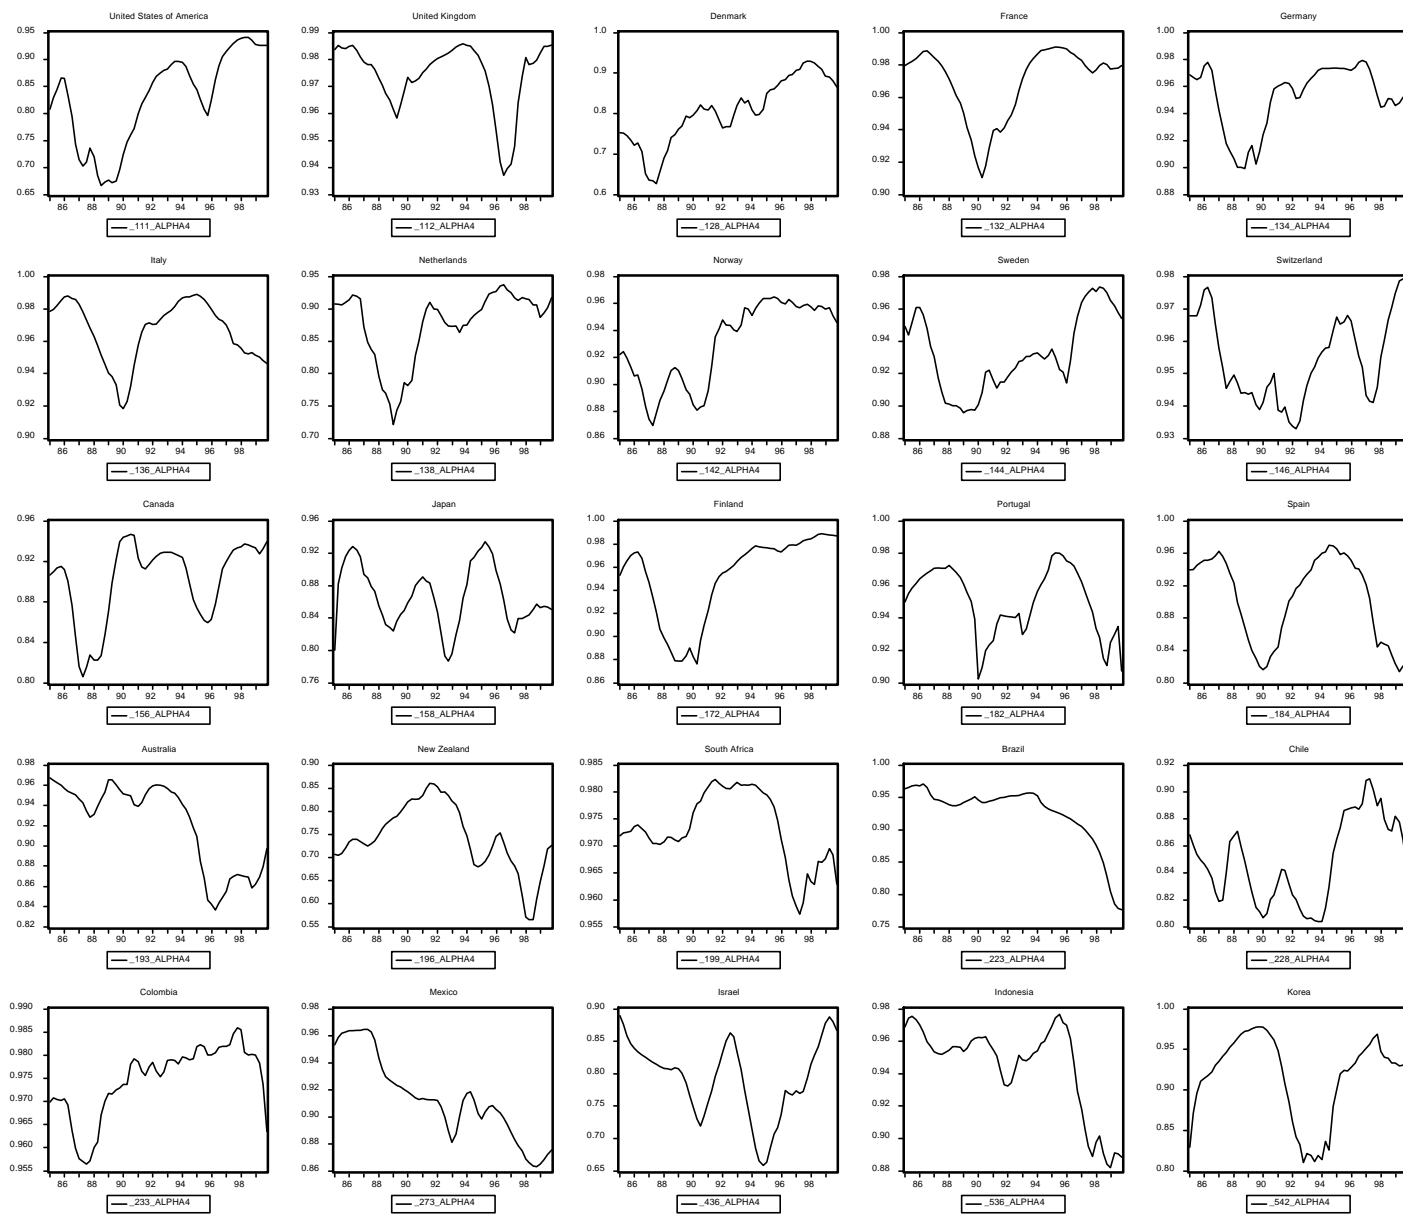 United States of America
0.95
0.90
0.85
0.80
0.75
0.70
0.65
86 88 90 92 94 96 98
_111_ALPHA4
United Kingdom
0.99
0.98
0.97
0.96
0.95
0.94
0.93
86 88 90 92 94 96 98
_112_ALPHA4
Denmark
1.0
0.9
0.8
0.7
0.6
86 88 90 92 94 96 98
_128_ALPHA4
France
1.00
0.98
0.96
0.94
0.92
0.90
86 88 90 92 94 96 98
_132_ALPHA4
Germany
1.00
0.98
0.96
0.94
0.92
0.90
0.88
86 88 90 92 94 96 98
_134_ALPHA4
Italy
1.00
0.98
0.96
0.94
0.92
0.90
86 88 90 92 94 96 98
_136_ALPHA4
Netherlands
0.95
0.90
0.85
0.80
0.75
0.70
86 88 90 92 94 96 98
_138_ALPHA4
Norway
0.98
0.96
0.94
0.92
0.90
0.88
0.86
86 88 90 92 94 96 98
_142_ALPHA4
Sweden
0.98
0.96
0.94
0.92
0.90
0.88
86 88 90 92 94 96 98
_144_ALPHA4
Switzerland
0.98
0.97
0.96
0.95
0.94
0.93
86 88 90 92 94 96 98
_146_ALPHA4
Canada
0.96
0.92
0.88
0.84
0.80
86 88 90 92 94 96 98
_156_ALPHA4
Japan
0.96
0.92
0.88
0.84
0.80
0.76
86 88 90 92 94 96 98
_158_ALPHA4
Finland
1.00
0.98
0.96
0.94
0.92
0.90
0.88
0.86
86 88 90 92 94 96 98
_172_ALPHA4
Portugal
1.00
0.98
0.96
0.94
0.92
0.90
86 88 90 92 94 96 98
_182_ALPHA4
Spain
1.00
0.96
0.92
0.88
0.84
0.80
86 88 90 92 94 96 98
_184_ALPHA4
Australia
0.98
0.96
0.94
0.92
0.90
0.88
0.86
0.84
0.82
86 88 90 92 94 96 98
_193_ALPHA4
New Zealand
0.90
0.85
0.80
0.75
0.70
0.65
0.60
0.55
86 88 90 92 94 96 98
_196_ALPHA4
South Africa
0.985
0.980
0.975
0.970
0.965
0.960
0.955
86 88 90 92 94 96 98
_199_ALPHA4
Brazil
1.00
0.95
0.90
0.85
0.80
0.75
86 88 90 92 94 96 98
_223_ALPHA4
Chile
0.92
0.90
0.88
0.86
0.84
0.82
0.80
86 88 90 92 94 96 98
_228_ALPHA4
Colombia
0.990
0.985
0.980
0.975
0.970
0.965
0.960
0.955
86 88 90 92 94 96 98
_233_ALPHA4
Mexico
0.98
0.96
0.94
0.92
0.90
0.88
0.86
86 88 90 92 94 96 98
_273_ALPHA4
Israel
0.90
0.85
0.80
0.75
0.70
0.65
86 88 90 92 94 96 98
_436_ALPHA4
Indonesia
0.98
0.96
0.94
0.92
0.90
0.88
86 88 90 92 94 96 98
_536_ALPHA4
Korea
1.00
0.95
0.90
0.85
0.80
86 88 90 92 94 96 98
_542_ALPHA4